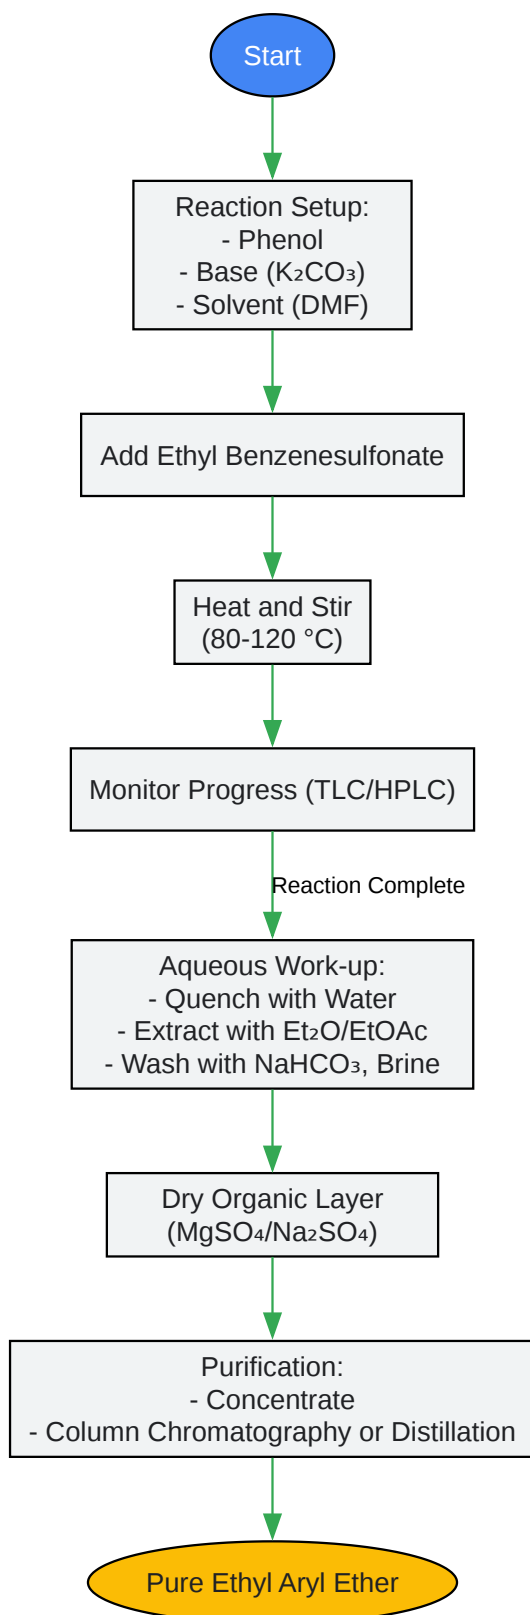 Start
Reaction Setup:
- Phenol
- Base (K₂CO₃)
- Solvent (DMF)
Add Ethyl Benzenesulfonate
Heat and Stir
(80-120 °C)
Monitor Progress (TLC/HPLC)
Reaction Complete
Aqueous Work-up:
- Quench with Water
- Extract with Et₂O/EtOAc
- Wash with NaHCO₃, Brine
Dry Organic Layer
(MgSO₄/Na₂SO₄)
Purification:
- Concentrate
- Column Chromatography or Distillation
Pure Ethyl Aryl Ether